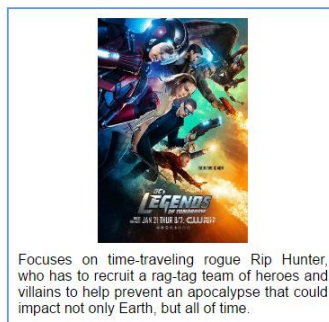 DC's
LEGENDS
OF TOMORROW
JAN 21 THUR 8/7c CW
Focuses on time-traveling rogue Rip Hunter,
who has to recruit a rag-tag team of heroes and
villains to help prevent an apocalypse that could
impact not only Earth, but all of time.